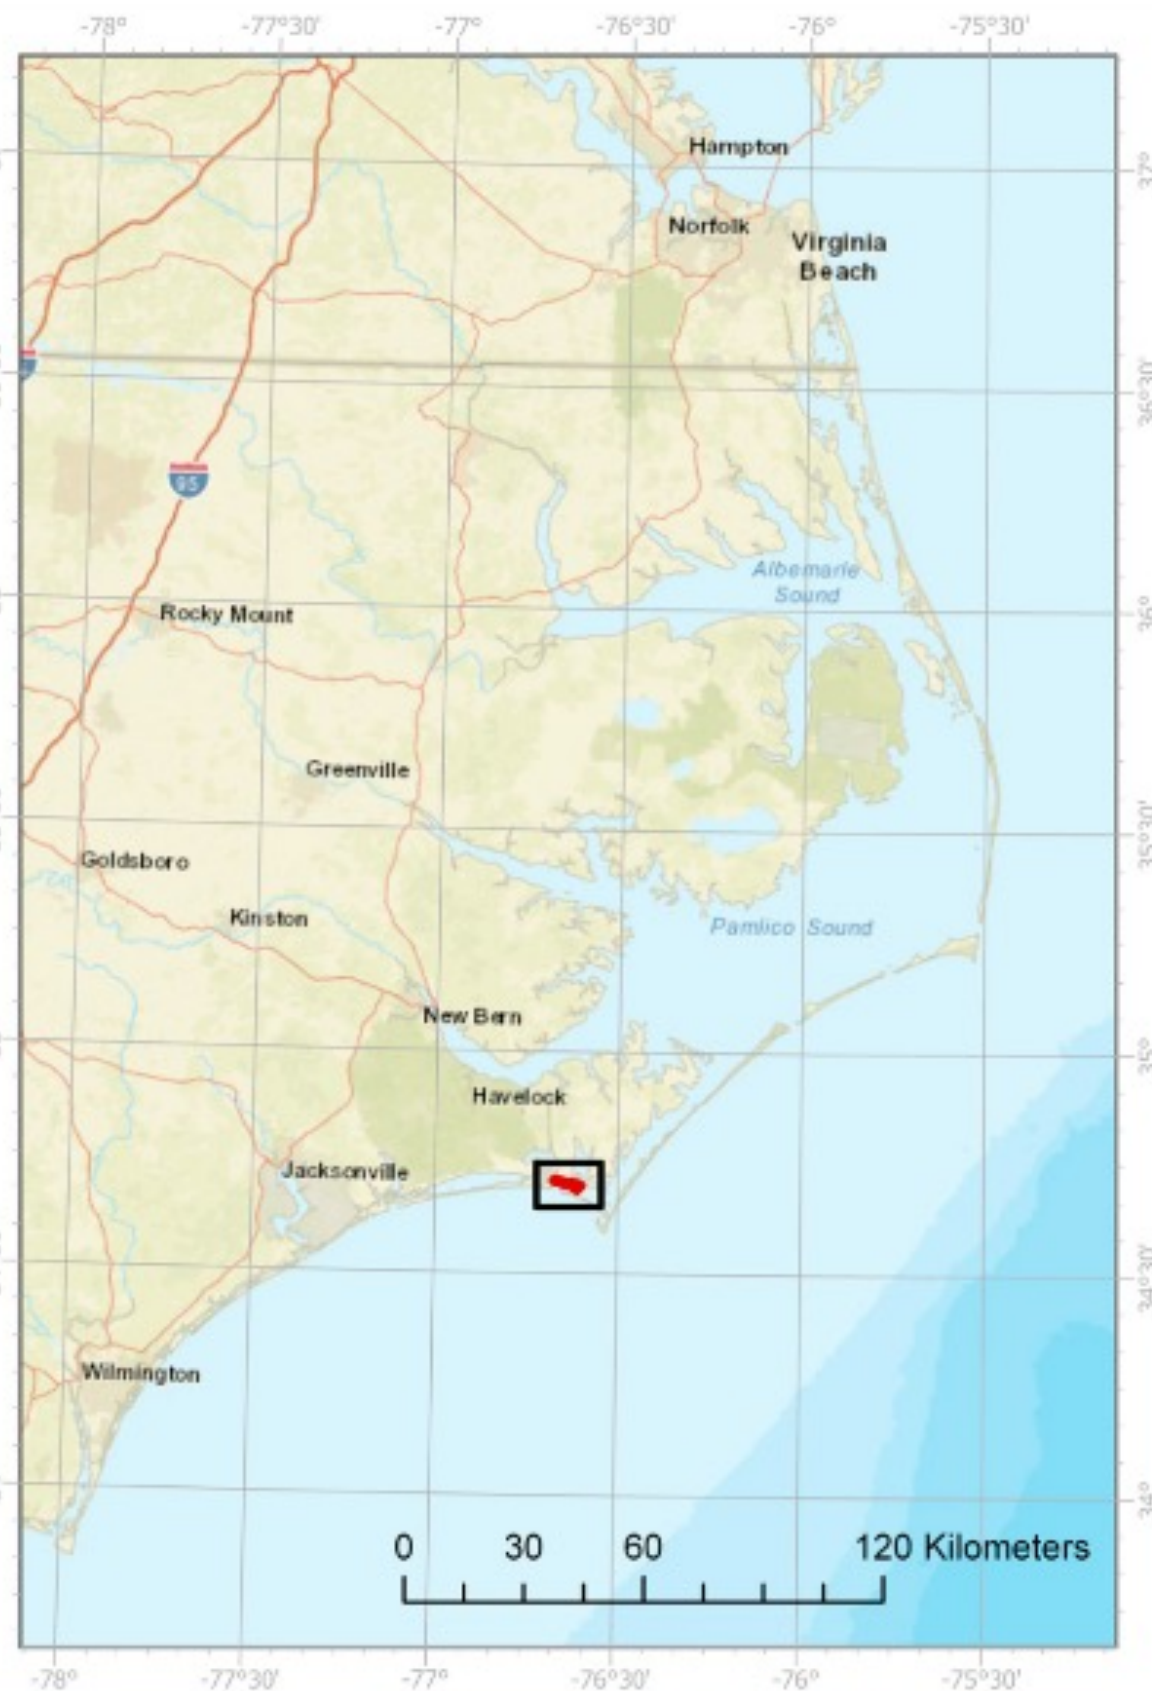 -78°
-77°30'
-77°
-76°30'
-76°
-75°30'
Hampton
37°
Norfolk
Virginia
Beach
36°30'
95
Albemarle
Sound
Rocky Mount
36°
Greenville
35°30'
Goldsboro
Kinston
Pamlico Sound
New Bern
35°
Havelock
Jacksonville
34°30'
Wilmington
34°
0 30 60 120 Kilometers
-78°
-77°30'
-77°
-76°30'
-76°
-75°30'